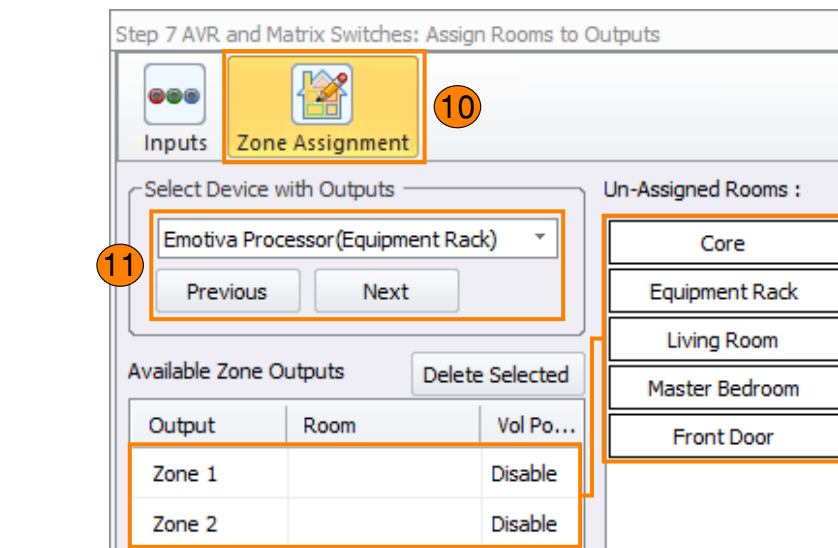 Step 7 AVR and Matrix Switches: Assign Rooms to Outputs
Inputs
Zone Assignment
10
Select Device with Outputs
Emotiva Processor(Equipment Rack)
11
Previous
Next
Available Zone Outputs
Delete Selected
Output Room Vol Po...
Zone 1 Disable
Zone 2 Disable
Un-Assigned Rooms :
Core
Equipment Rack
Living Room
Master Bedroom
Front Door